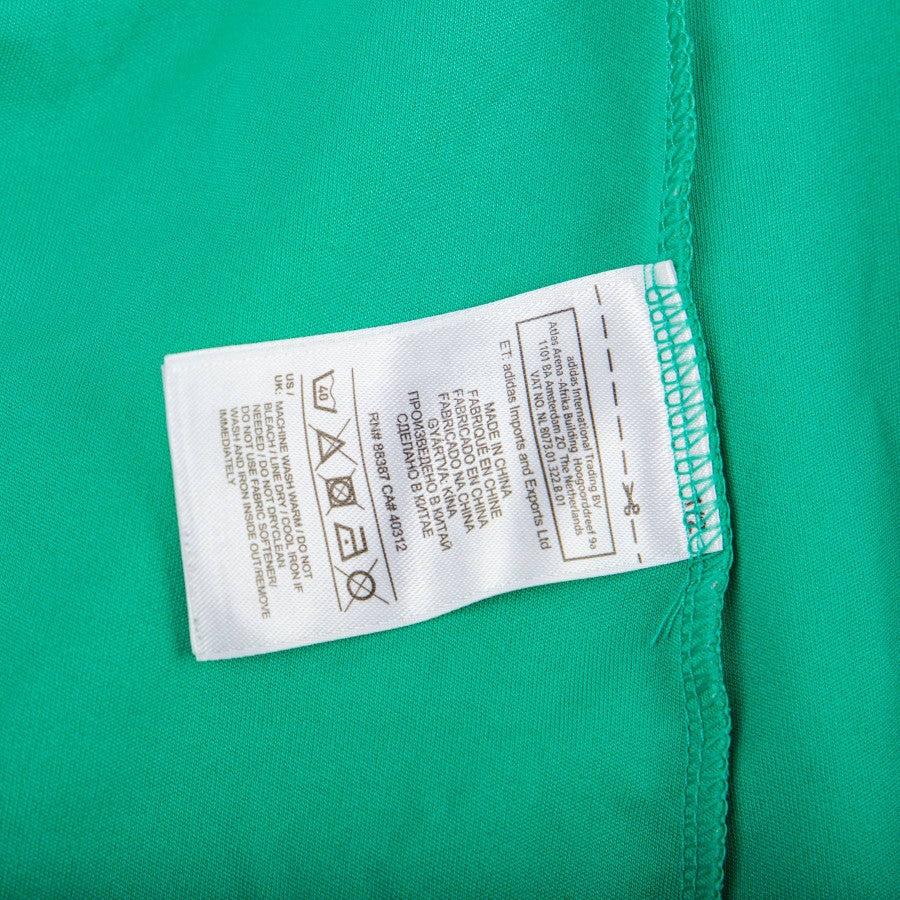 adidas International Trading BV
Atlas Arena -Afrika Building Hoogoorddreef 9a
1101 BA Amsterdam ZO The Netherlands
VAT NO. NL 8073.01.322.B.01
ET: adidas Imports and Exports Ltd
MADE IN CHINA
FABRIQUÉ EN CHINE
FABRICADO EN CHINA
FABRICADO NA CHINA
GYÁRTVA: KÍNA
ПРОИЗВЕДЕНО В КИТАЙ
СДЕЛАНО В КИТАЕ
RN# 88387 CA# 40312
40
US /
UK: MACHINE WASH WARM / DO NOT
BLEACH / LINE DRY / COOL IRON IF
NEEDED / DO NOT DRYCLEAN
DO NOT USE FABRIC SOFTENER/
WASH AND IRON INSIDE OUT/REMOVE
IMMEDIATELY